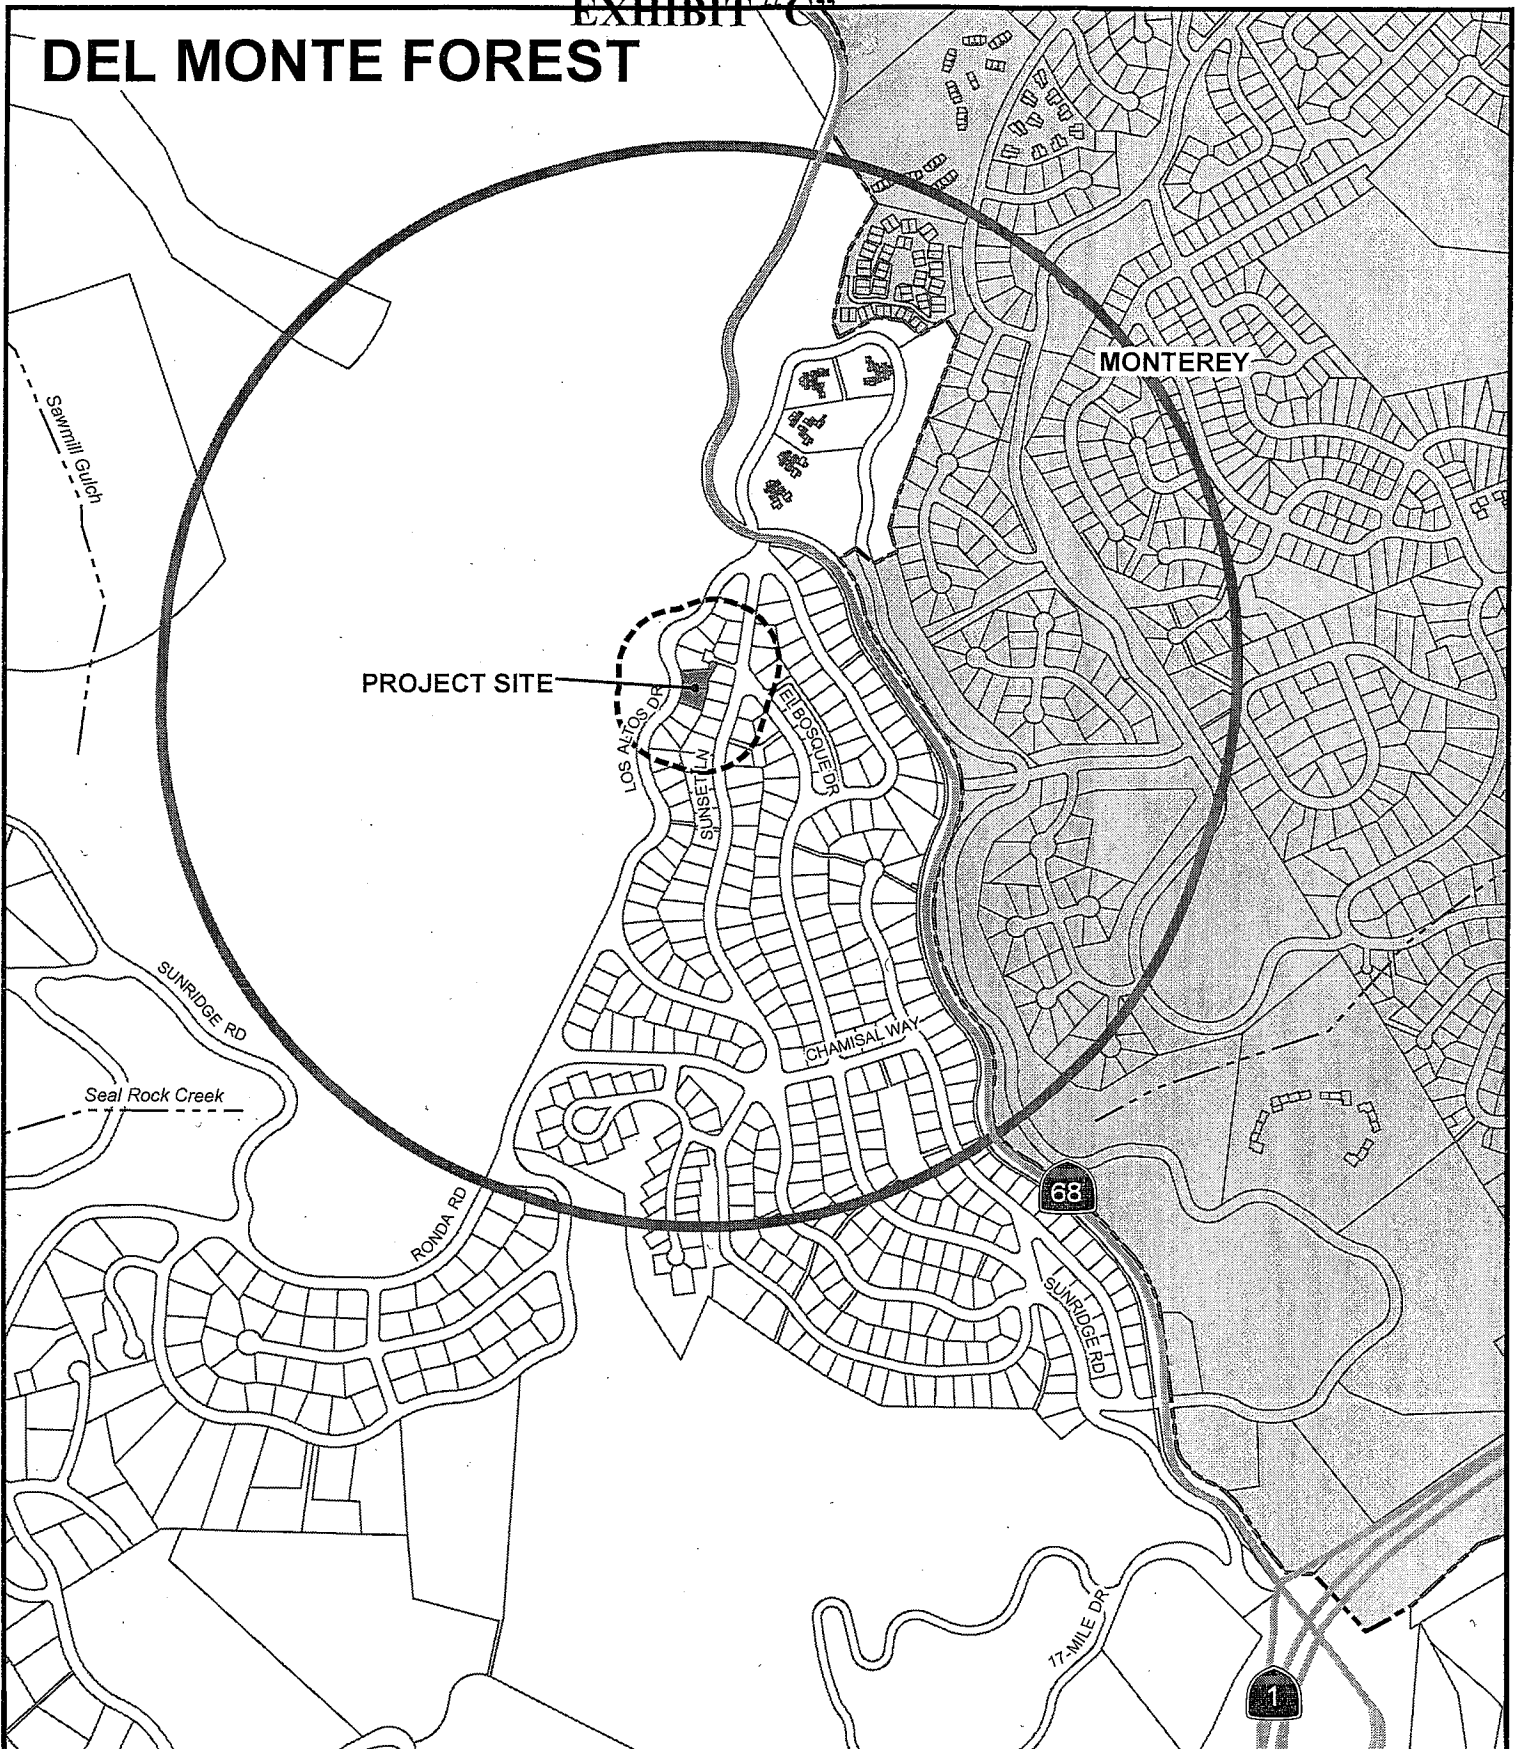 EXHIBIT "C"
DEL MONTE FOREST
MONTEREY
Sawmill Gulch
PROJECT SITE
LOS ALTOS DR
SUNSET LN
EL BOSQUE DR
SUNRIDGE RD
CHAMISAL WAY
Seal Rock Creek
68
RONDA RD
SUNRIDGE RD
17-MILE DR
1